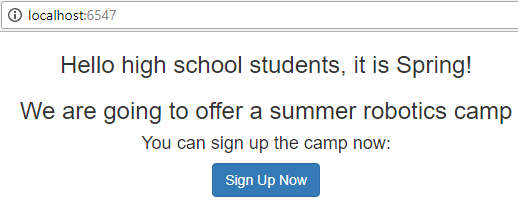 localhost:6547
Hello high school students, it is Spring!
We are going to offer a summer robotics camp
You can sign up the camp now:
Sign Up Now